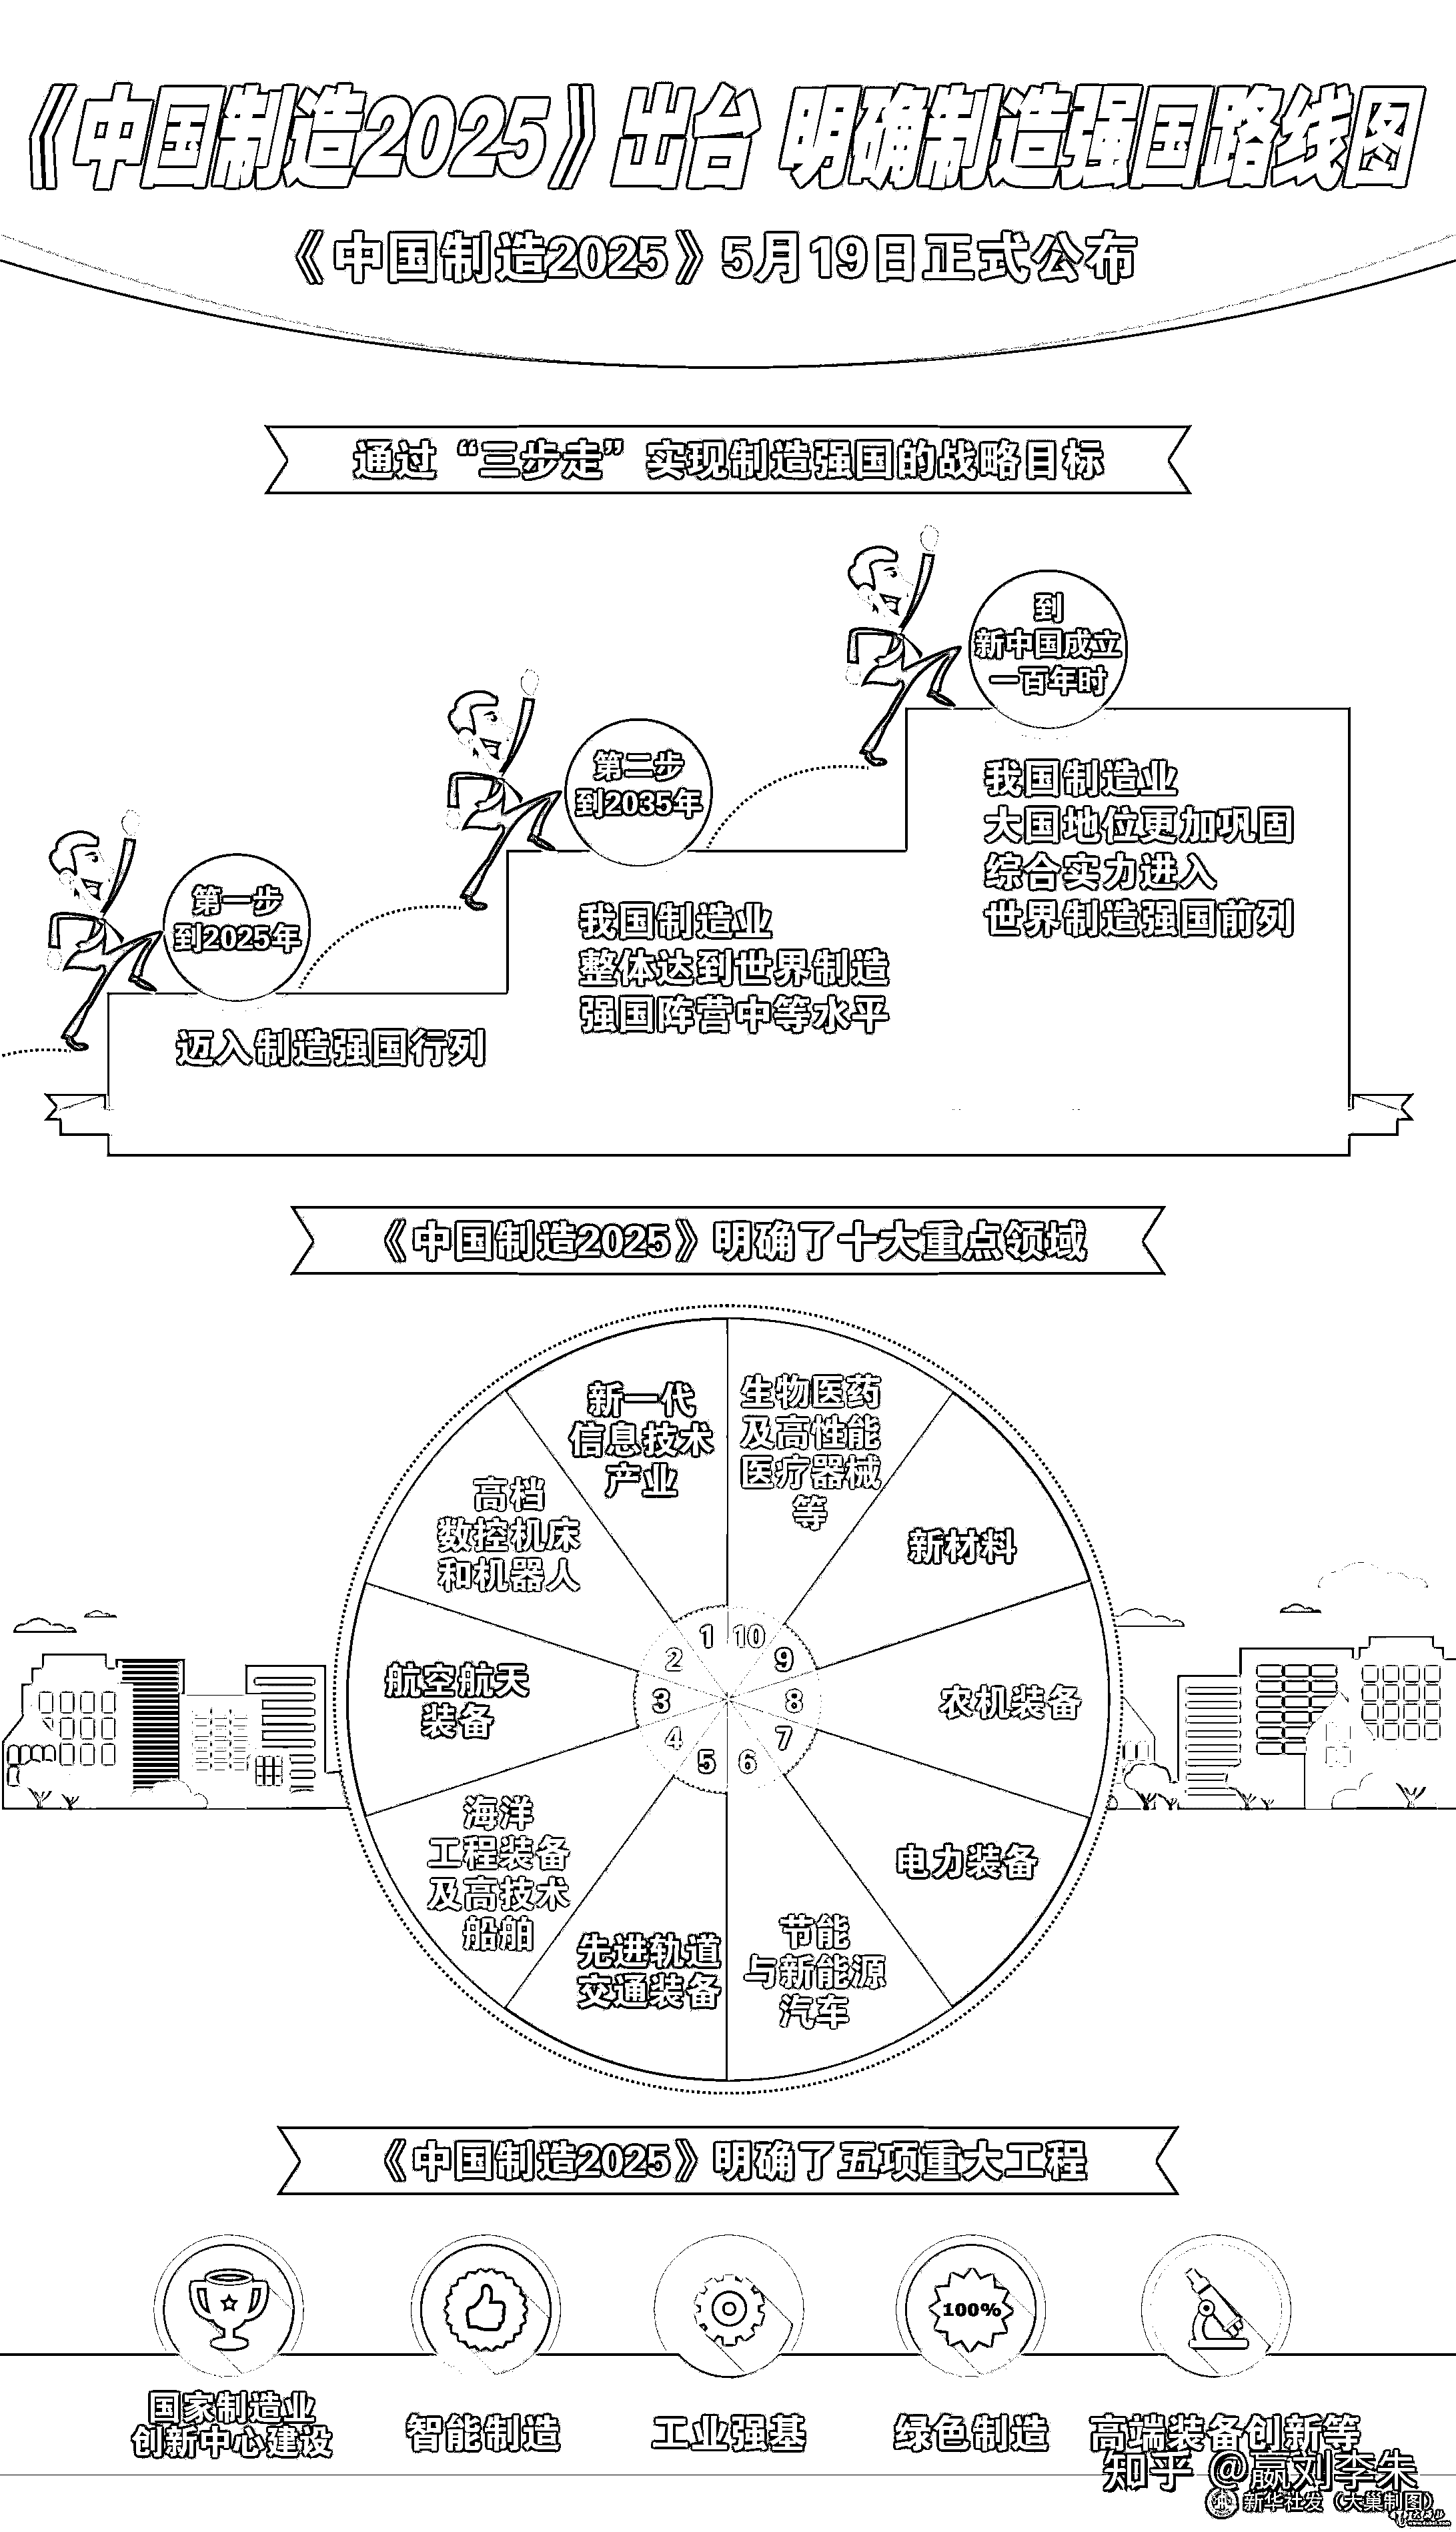 《中国制造2025》出台 明确制造强国路线图
《中国制造2025》5月19日正式公布
通过“三步走”实现制造强国的战略目标
第一步
到2025年
迈入制造强国行列
第二步
到2035年
我国制造业
整体达到世界制造
强国阵营中等水平
到
新中国成立
一百年时
我国制造业
大国地位更加巩固
综合实力进入
世界制造强国前列
《中国制造2025》明确了十大重点领域
1
新一代
信息技术
产业
2
高档
数控机床
和机器人
3
航空航天
装备
4
海洋
工程装备
及高技术
船舶
5
先进轨道
交通装备
6
节能
与新能源
汽车
7
电力装备
8
农机装备
9
新材料
10
生物医药
及高性能
医疗器械
等
《中国制造2025》明确了五项重大工程
国家制造业
创新中心建设
智能制造
工业强基
100%
绿色制造
高端装备创新等
知乎 @嬴刘李朱
新华社发（大巢制图）